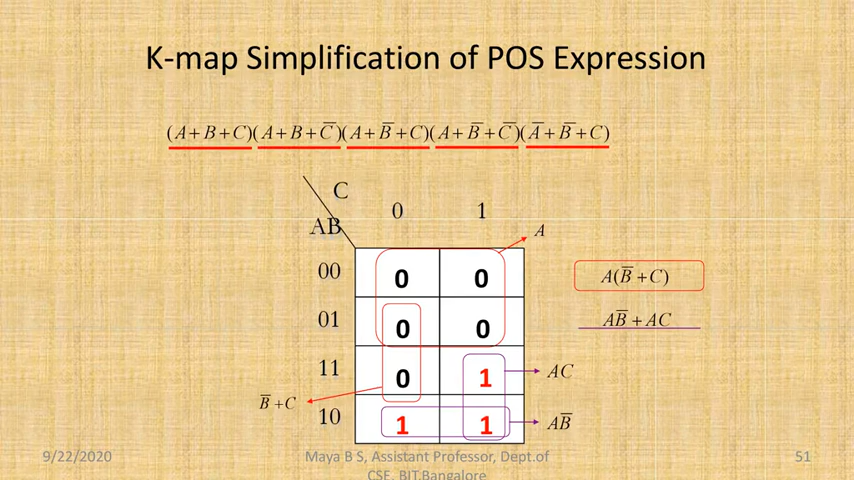 K-map Simplification of POS Expression
(A+B+C)(A+B+C̅)(A+B̅+C)(A+B̅+C̅)(A̅+B̅+C)
C
AB
0 1
A
00 0 0
A(B̅+C)
01 0 0
AB̅+AC
11 0 1
AC
B̅+C
10 1 1
AB̅
9/22/2020
Maya B S, Assistant Professor, Dept.of
CSE, BIT,Bangalore
51